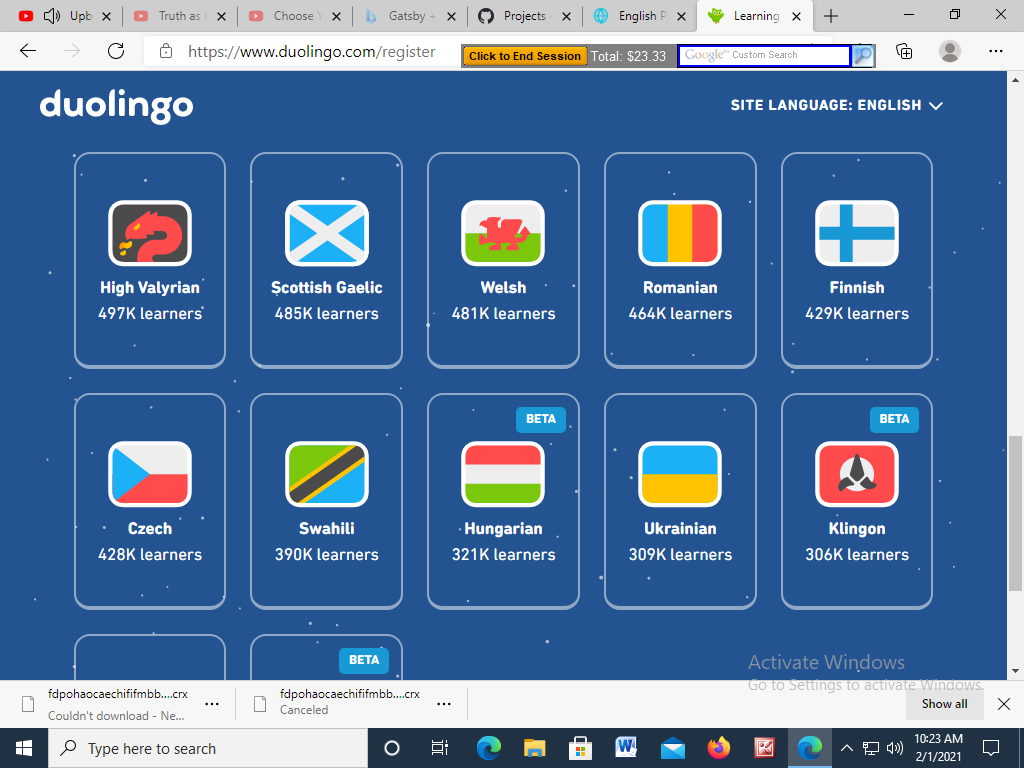 Upb
Truth as
Choose
Gatsby
Projects
English P
Learning
https://www.duolingo.com/register
Click to End Session
Total: $23.33
Google™ Custom Search
duolingo
SITE LANGUAGE: ENGLISH
High Valyrian
497K learners
Scottish Gaelic
485K learners
Welsh
481K learners
Romanian
464K learners
Finnish
429K learners
Czech
428K learners
Swahili
390K learners
BETA
Hungarian
321K learners
Ukrainian
309K learners
BETA
Klingon
306K learners
BETA
Activate Windows
Go to Settings to activate Windows.
fdpohaocaechififmbb....crx
Couldn't download - Ne...
fdpohaocaechififmbb....crx
Canceled
Show all
Type here to search
10:23 AM
2/1/2021